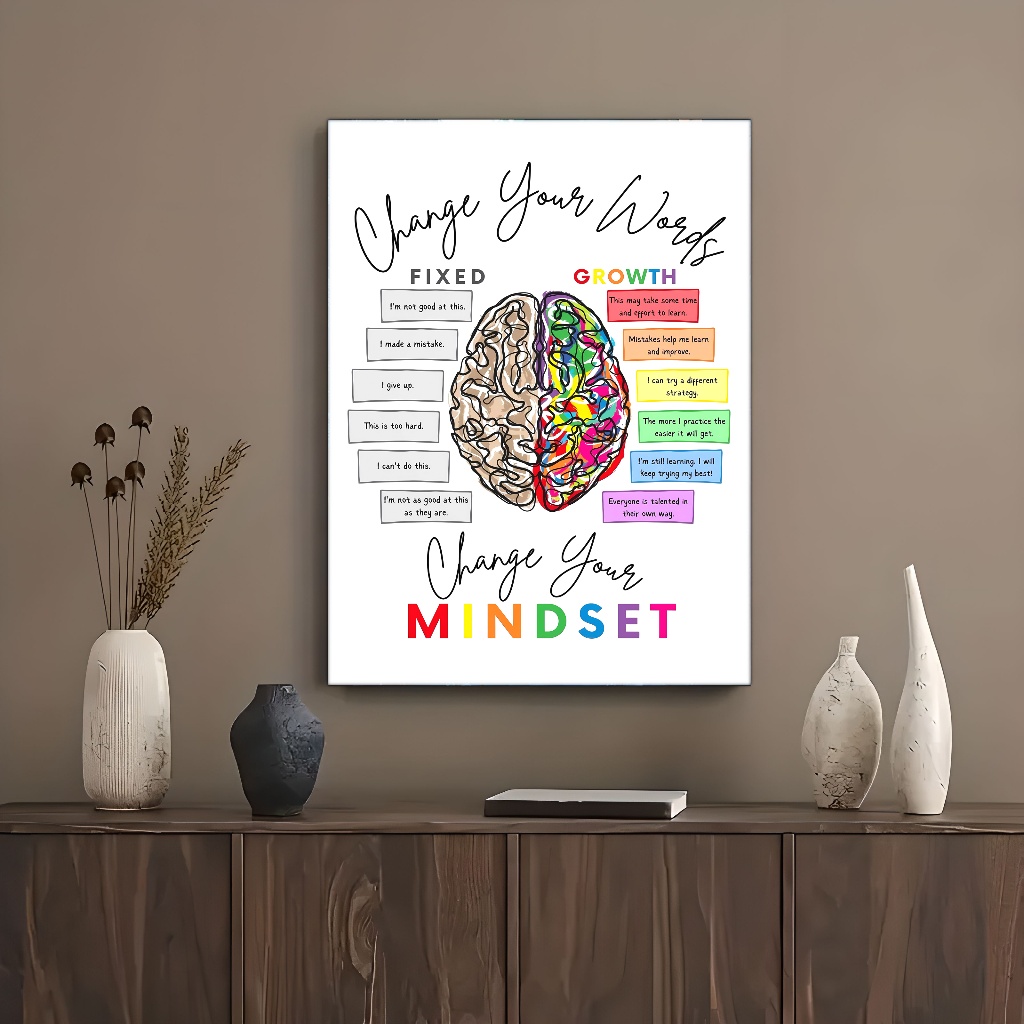 Change Your Words
FIXED
GROWTH
I'm not good at this.
I made a mistake.
I give up.
This is too hard.
I can't do this.
I'm not as good at this
as they are.
This may take some time
and effort to learn.
Mistakes help me learn
and improve.
I can try a different
strategy.
The more I practice the
easier it will get.
I'm still learning, I will
keep trying my best!
Everyone is talented in
their own way.
Change Your
MINDSET